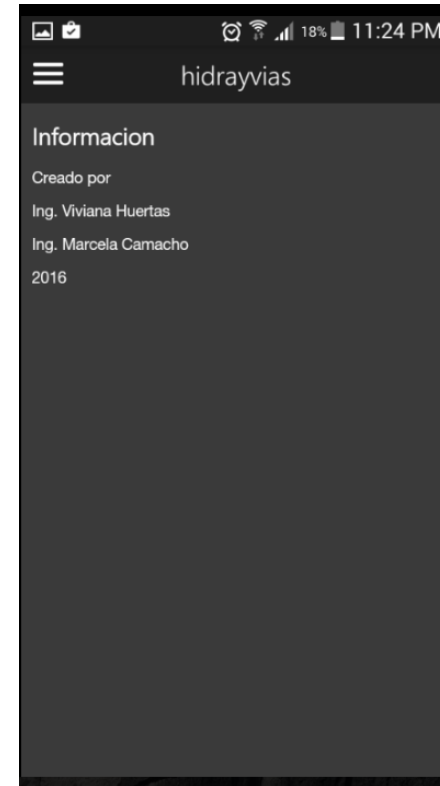 18% 11:24 PM
hidrayvias
Informacion
Creado por
Ing. Viviana Huertas
Ing. Marcela Camacho
2016